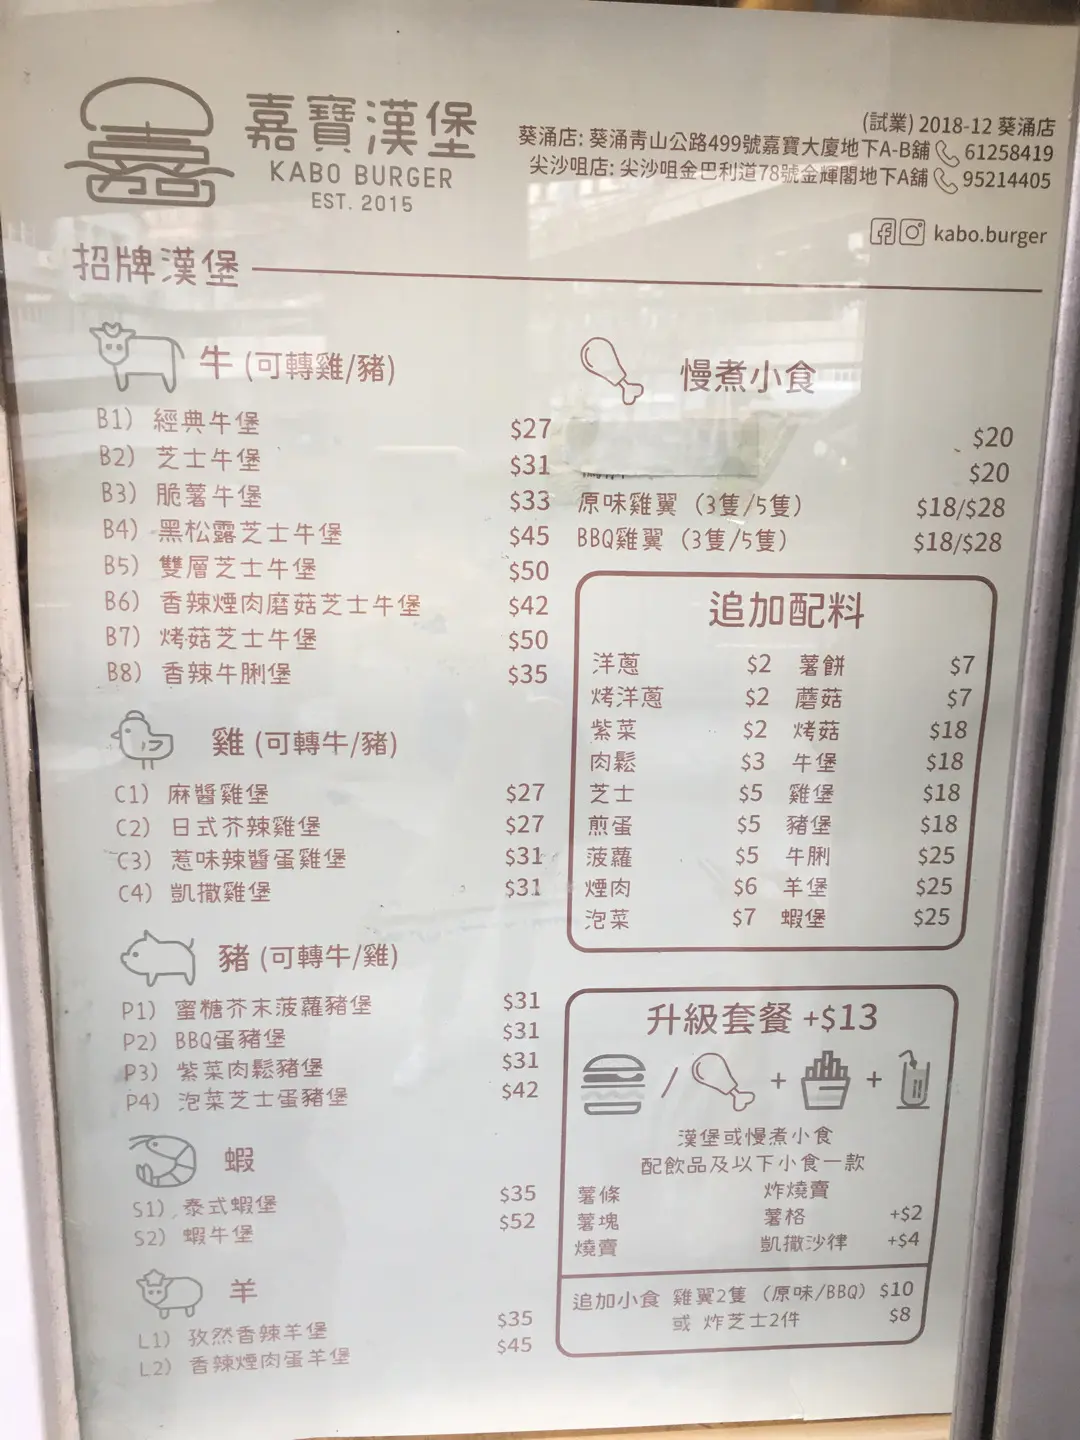 嘉寶漢堡
KABO BURGER
EST. 2015
(試業) 2018-12 葵涌店
葵涌店: 葵涌青山公路499號嘉寶大廈地下A-B舖 61258419
尖沙咀店: 尖沙咀金巴利道78號金輝閣地下A舖 95214405
kabo.burger
招牌漢堡
牛 (可轉雞/豬)
B1) 經典牛堡 $27
B2) 芝士牛堡 $31
B3) 脆薯牛堡 $33
B4) 黑松露芝士牛堡 $45
B5) 雙層芝士牛堡 $50
B6) 香辣煙肉磨菇芝士牛堡 $42
B7) 烤菇芝士牛堡 $50
B8) 香辣牛脷堡 $35
雞 (可轉牛/豬)
C1) 麻醬雞堡 $27
C2) 日式芥辣雞堡 $27
C3) 惹味辣醬蛋雞堡 $31
C4) 凱撒雞堡 $31
豬 (可轉牛/雞)
P1) 蜜糖芥末菠蘿豬堡 $31
P2) BBQ蛋豬堡 $31
P3) 紫菜肉鬆豬堡 $31
P4) 泡菜芝士蛋豬堡 $42
蝦
S1) 泰式蝦堡 $35
S2) 蝦牛堡 $52
羊
L1) 孜然香辣羊堡 $35
L2) 香辣煙肉蛋羊堡 $45
慢煮小食
$20
$20
原味雞翼 (3隻/5隻) $18/$28
BBQ雞翼 (3隻/5隻) $18/$28
追加配料
洋蔥 $2 薯餅 $7
烤洋蔥 $2 蘑菇 $7
紫菜 $2 烤菇 $18
肉鬆 $3 牛堡 $18
芝士 $5 雞堡 $18
煎蛋 $5 豬堡 $18
菠蘿 $5 牛脷 $25
煙肉 $6 羊堡 $25
泡菜 $7 蝦堡 $25
升級套餐 +$13
/ + +
漢堡或慢煮小食
配飲品及以下小食一款
薯條 炸燒賣
薯塊 薯格 +$2
燒賣 凱撒沙律 +$4
追加小食 雞翼2隻 (原味/BBQ) $10
或 炸芝士2件 $8